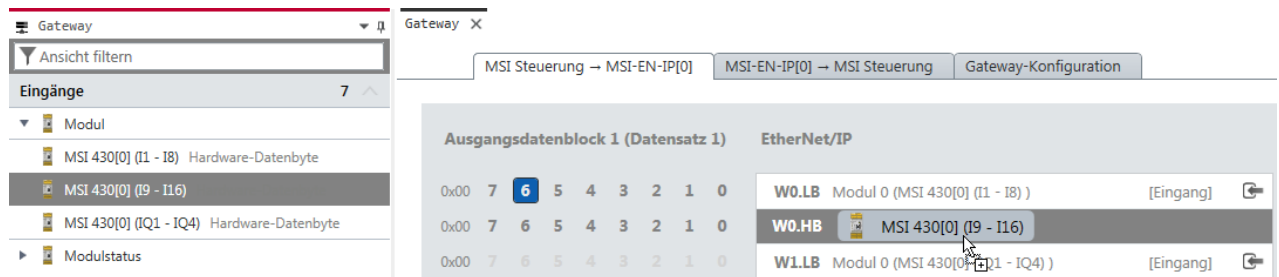 Gateway
Ansicht filtern
Eingänge 7
Modul
MSI 430[0] (I1 - I8) Hardware-Datenbyte
MSI 430[0] (I9 - I16)
MSI 430[0] (IQ1 - IQ4) Hardware-Datenbyte
Modulstatus
Gateway
MSI Steuerung → MSI-EN-IP[0] MSI-EN-IP[0] → MSI Steuerung Gateway-Konfiguration
Ausgangsdatenblock 1 (Datensatz 1) EtherNet/IP
0x00 7 6 5 4 3 2 1 0 W0.LB Modul 0 (MSI 430[0] (I1 - I8) ) [Eingang]
0x00 7 6 5 4 3 2 1 0 W0.HB MSI 430[0] (I9 - I16)
0x00 7 6 5 4 3 2 1 0 W1.LB Modul 0 (MSI 430[0] (IQ1 - IQ4) ) [Eingang]